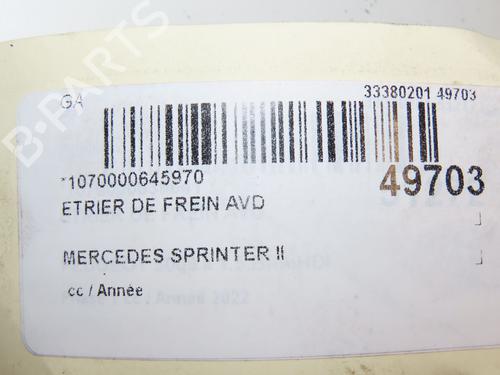 GA 33380201 49703
*1070000645970 49703
ETRIER DE FREIN AVD
MERCEDES SPRINTER II
cc / Année
B-PARTS